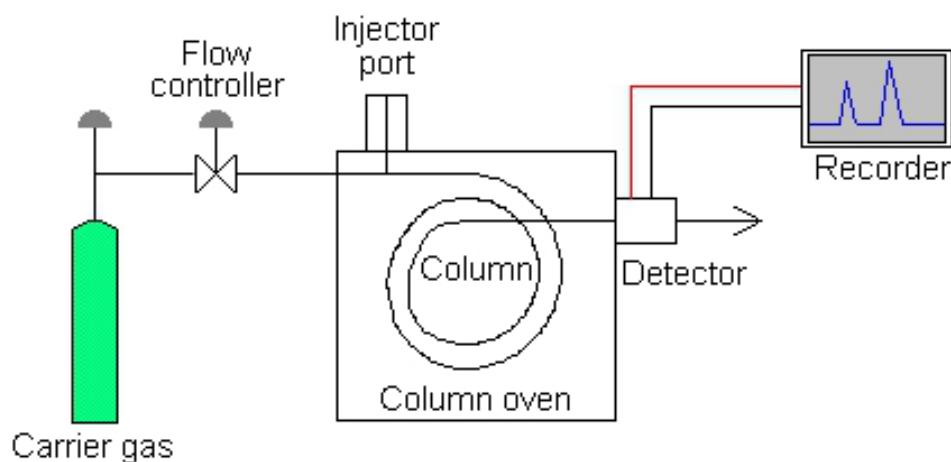 Injector
port
Flow
controller
Recorder
Column
Detector
Column oven
Carrier gas